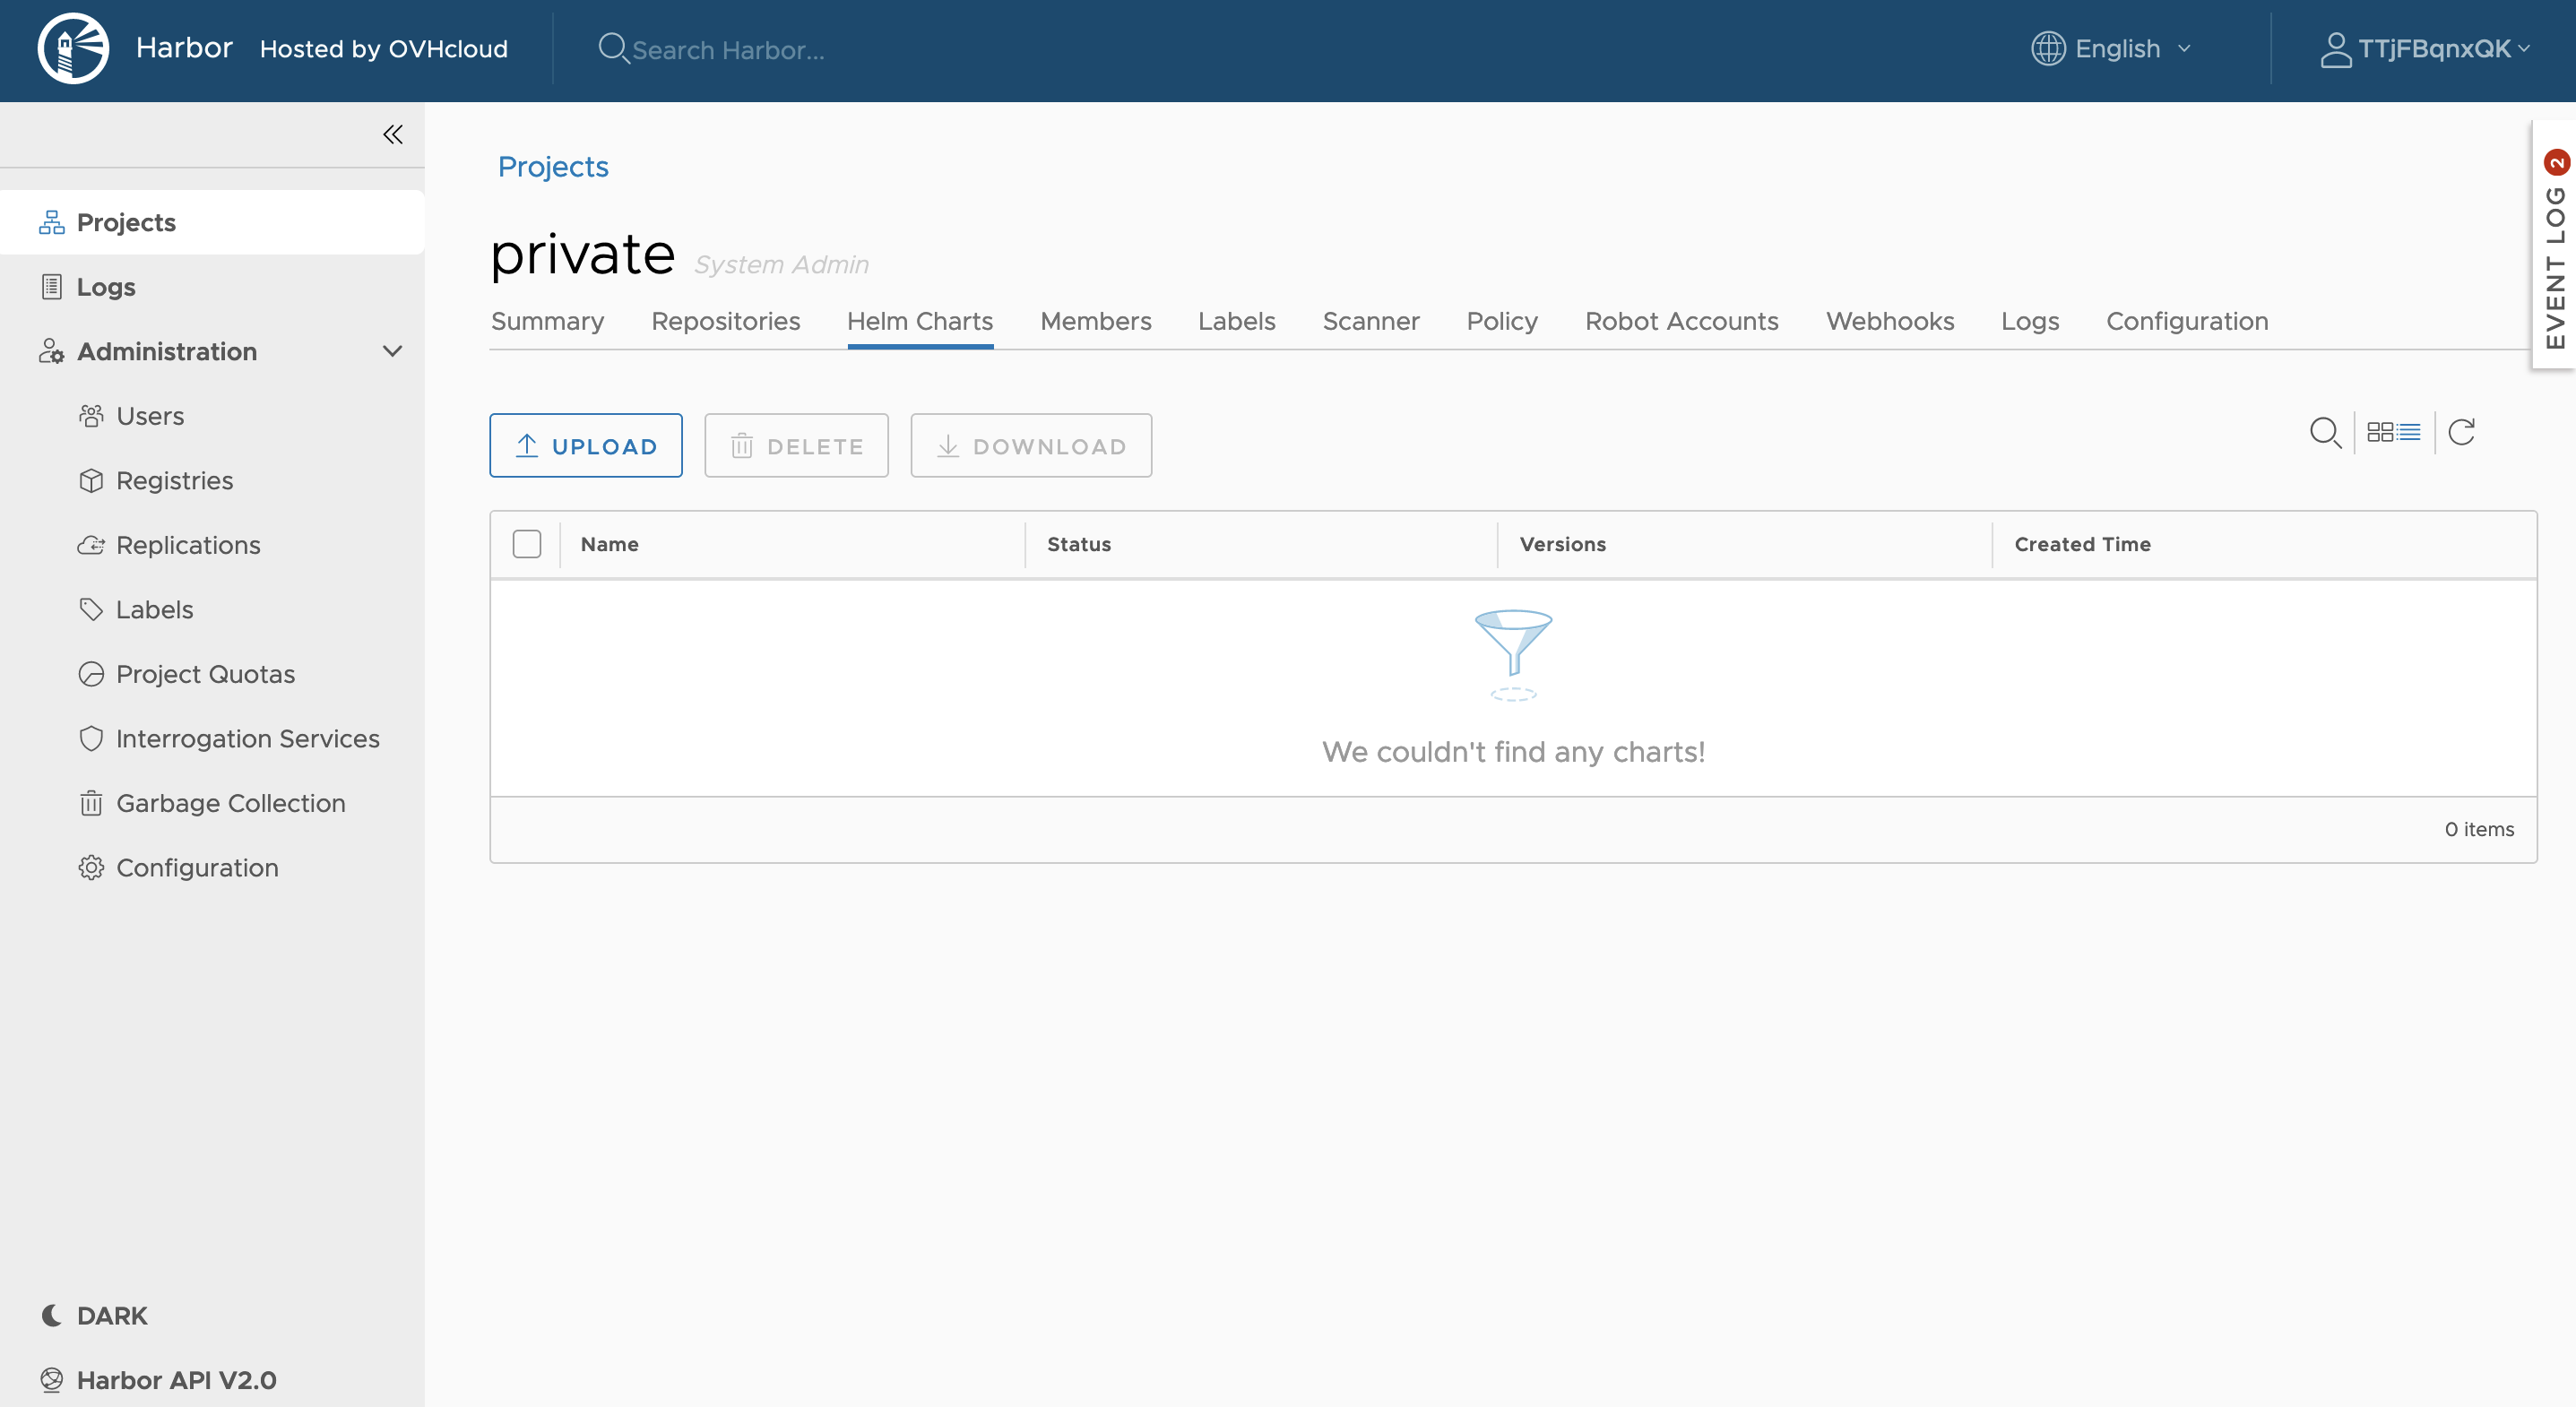 Harbor Hosted by OVHcloud Search Harbor... English TTjFBqnxQK
Projects
Logs
Administration
Users
Registries
Replications
Labels
Project Quotas
Interrogation Services
Garbage Collection
Configuration
DARK
Harbor API V2.0
Projects
private System Admin
Summary Repositories Helm Charts Members Labels Scanner Policy Robot Accounts Webhooks Logs Configuration
UPLOAD DELETE DOWNLOAD
Name Status Versions Created Time
We couldn't find any charts!
0 items
EVENT LOG 2